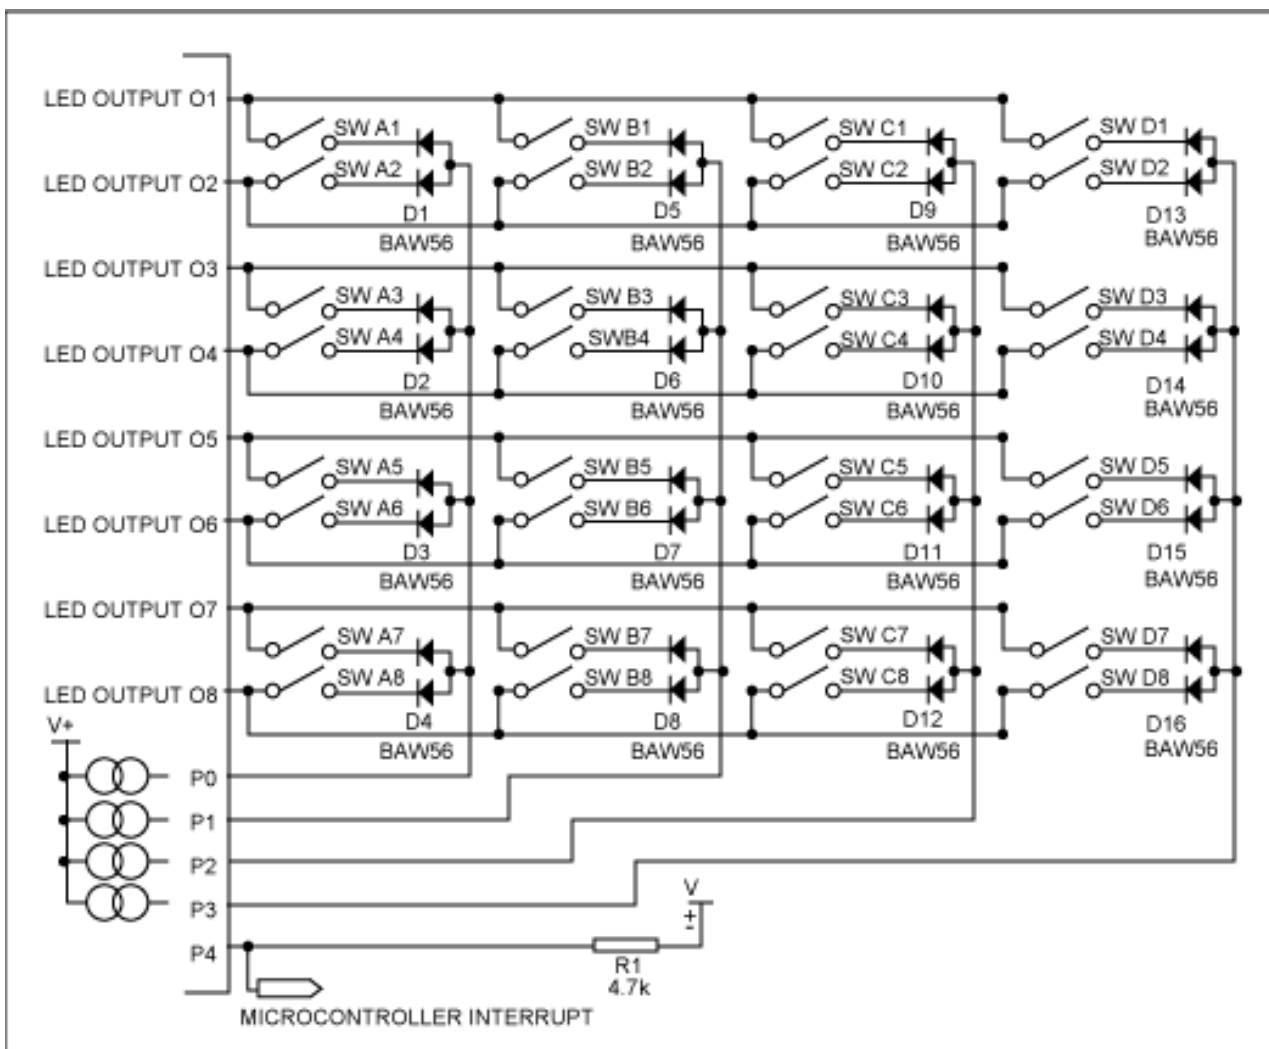 LED OUTPUT O1
SW A1 SW B1 SW C1 SW D1
LED OUTPUT O2
SW A2 SW B2 SW C2 SW D2
D1 D5 D9 D13
BAW56 BAW56 BAW56 BAW56
LED OUTPUT O3
SW A3 SW B3 SW C3 SW D3
LED OUTPUT O4
SW A4 SWB4 SW C4 SW D4
D2 D6 D10 D14
BAW56 BAW56 BAW56 BAW56
LED OUTPUT O5
SW A5 SW B5 SW C5 SW D5
LED OUTPUT O6
SW A6 SW B6 SW C6 SW D6
D3 D7 D11 D15
BAW56 BAW56 BAW56 BAW56
LED OUTPUT O7
SW A7 SW B7 SW C7 SW D7
LED OUTPUT O8
SW A8 SW B8 SW C8 SW D8
D4 D8 D12 D16
BAW56 BAW56 BAW56 BAW56
V+
P0
P1
P2
P3
V
+
-
P4
R1
4.7k
MICROCONTROLLER INTERRUPT